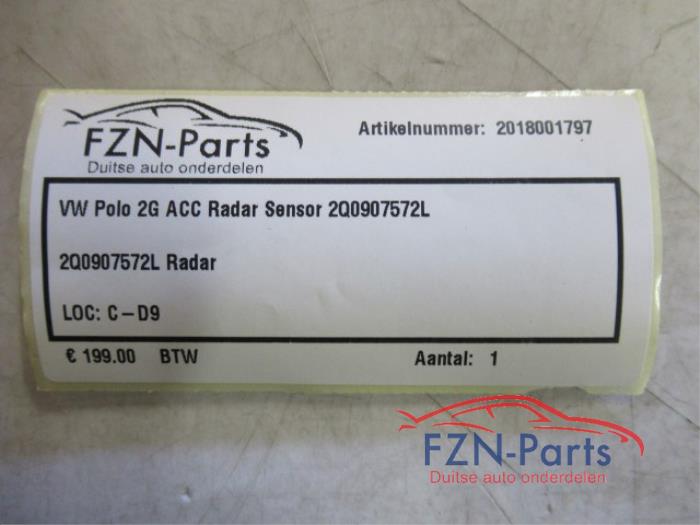 FZN-Parts
Duitse auto onderdelen
Artikelnummer: 2018001797
VW Polo 2G ACC Radar Sensor 2Q0907572L
2Q0907572L Radar
LOC: C-D9
€ 199.00 BTW
Aantal: 1
FZN-Parts
Duitse auto onderdelen